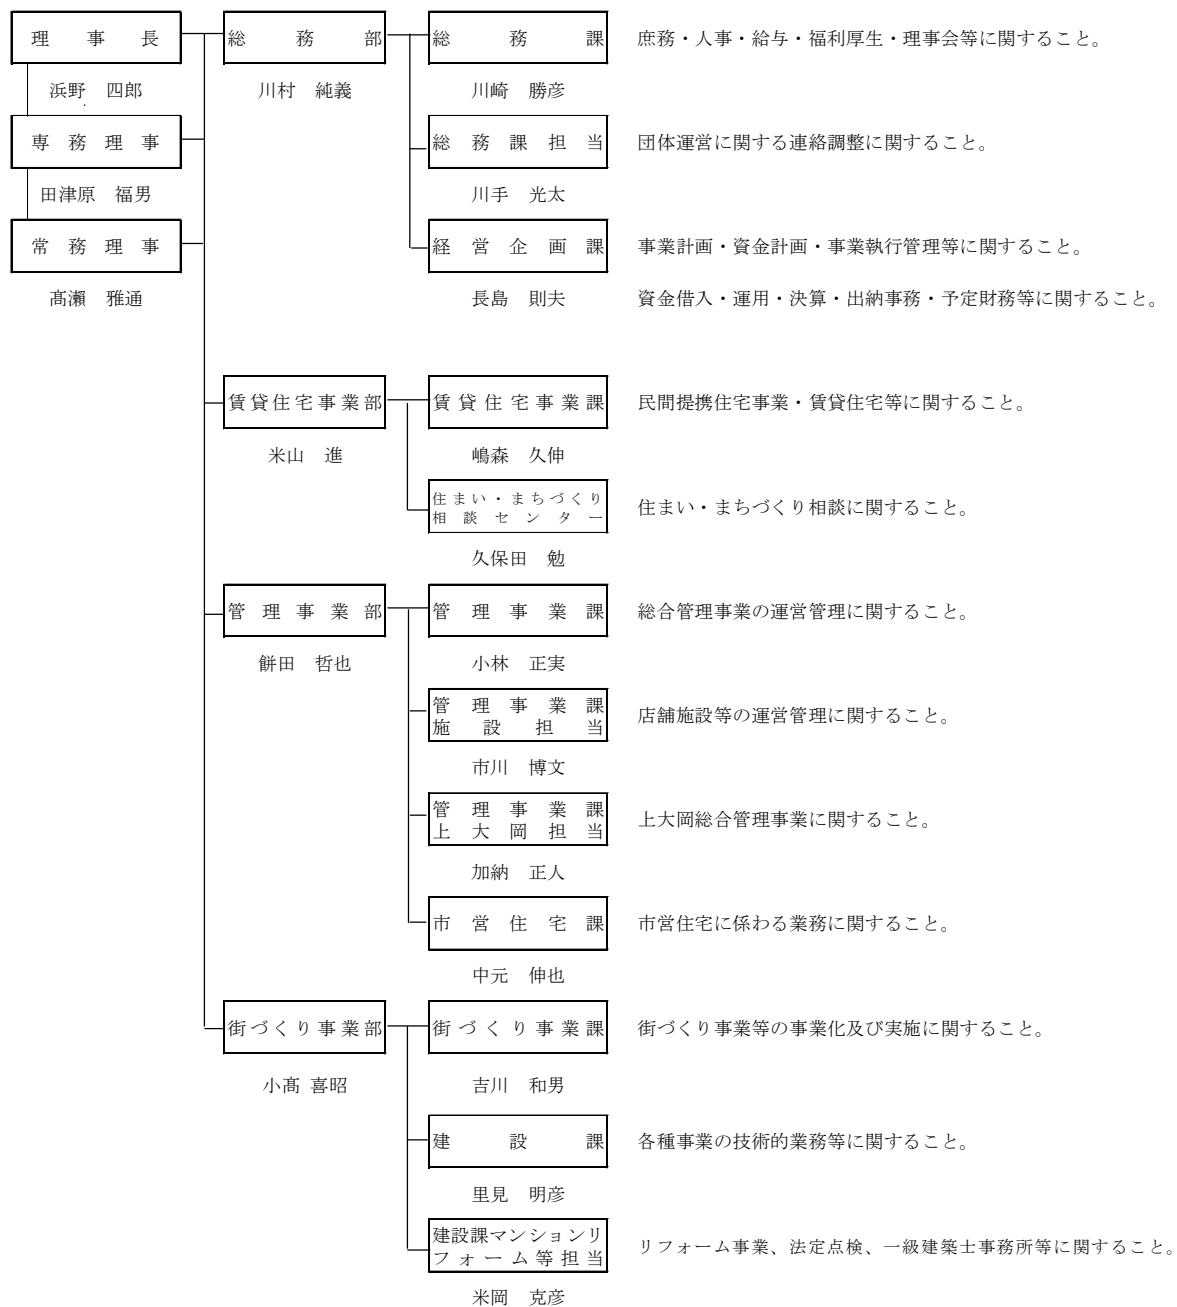 理事長 総務部 総務課 庶務・人事・給与・福利厚生・理事会等に関すること。
浜野 四郎 川村 純義 川崎 勝彦
専務理事 総務課担当 団体運営に関する連絡調整に関すること。
田津原 福男 川手 光太
常務理事 経営企画課 事業計画・資金計画・事業執行管理等に関すること。
髙瀬 雅通 長島 則夫 資金借入・運用・決算・出納事務・予定財務等に関すること。
賃貸住宅事業部 賃貸住宅事業課 民間提携住宅事業・賃貸住宅等に関すること。
米山 進 嶋森 久伸
住まい・まちづくり
相談センター
住まい・まちづくり相談に関すること。
久保田 勉
管理事業部 管理事業課 総合管理事業の運営管理に関すること。
餅田 哲也 小林 正実
管理事業課
施設担当
店舗施設等の運営管理に関すること。
市川 博文
管理事業課
上大岡担当
上大岡総合管理事業に関すること。
加納 正人
市営住宅課 市営住宅に係わる業務に関すること。
中元 伸也
街づくり事業部 街づくり事業課 街づくり事業等の事業化及び実施に関すること。
小髙 喜昭 吉川 和男
建設課 各種事業の技術的業務等に関すること。
里見 明彦
建設課マンションリ
フォーム等担当
リフォーム事業、法定点検、一級建築士事務所等に関すること。
米岡 克彦